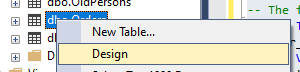 dbo.OldPersons
-- The f
dbo.Orders
New Table...
d
Design
D